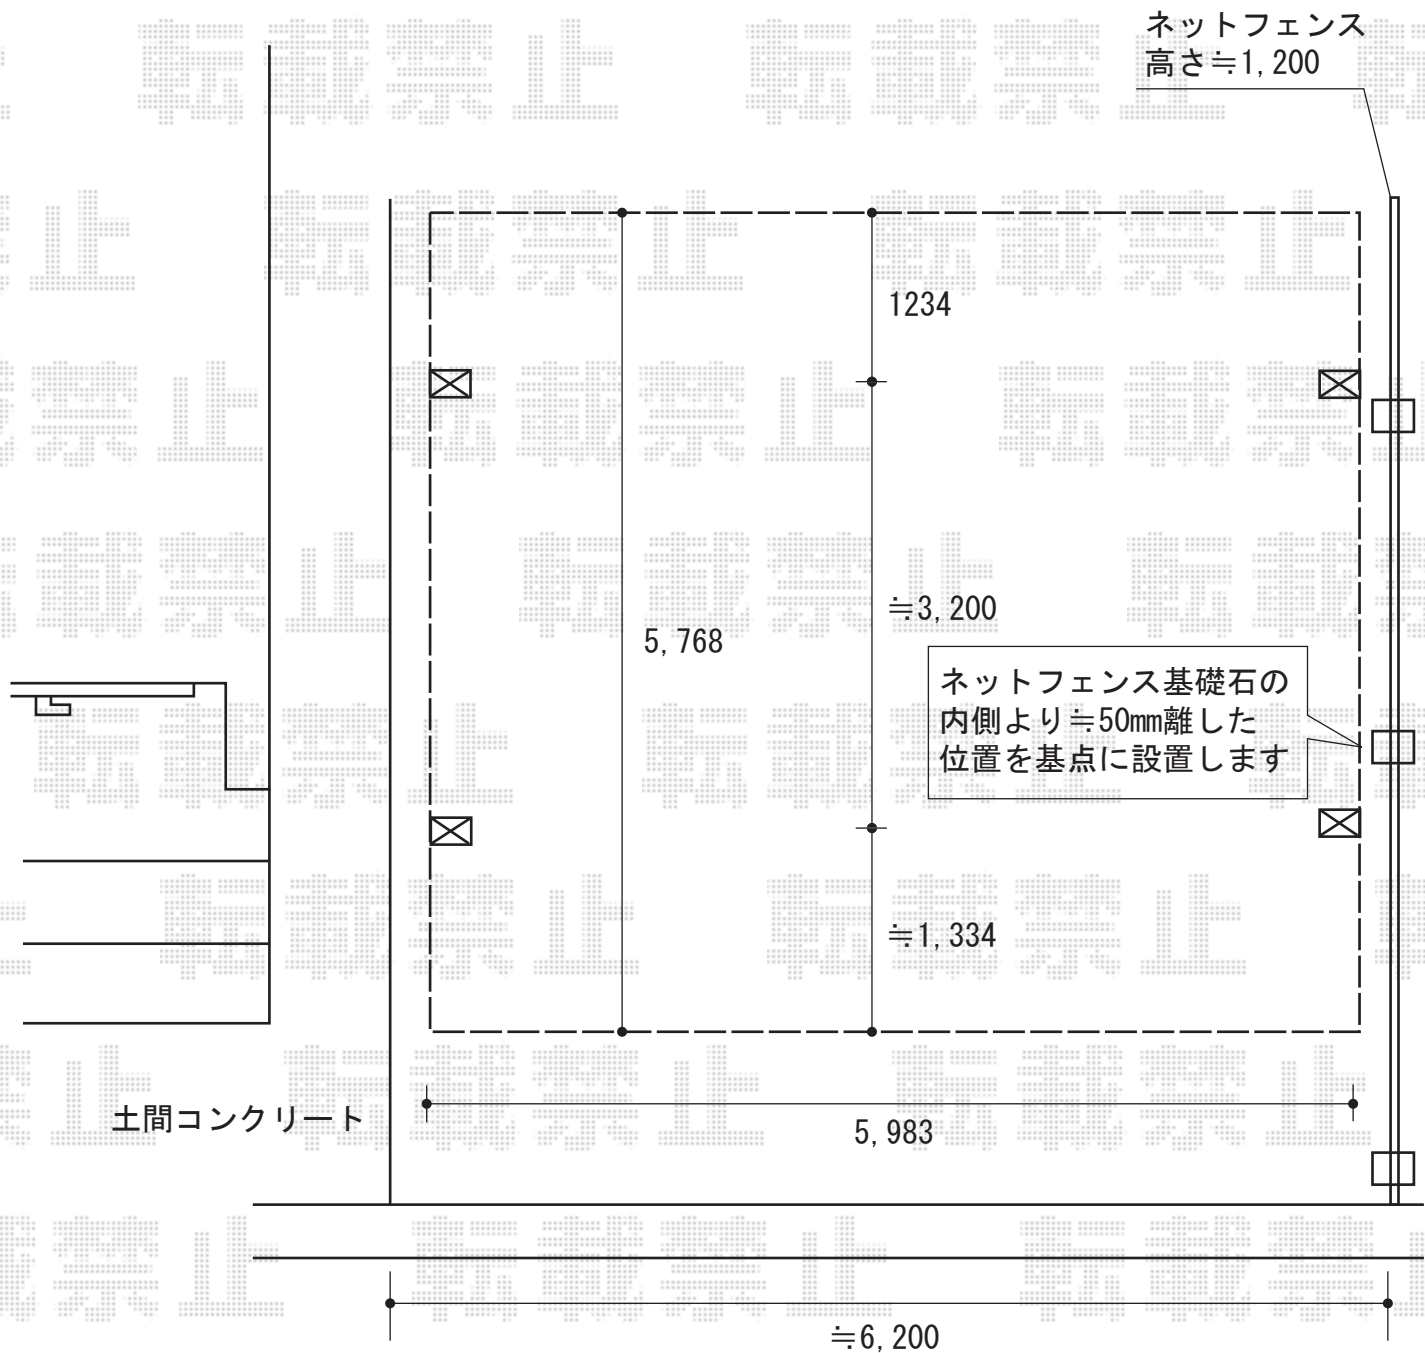 ネットフェンス
高さ≒1,200
1234
≒3,200
5,768
ネットフェンス基礎石の
内側より≒50mm離した
位置を基点に設置します
≒1,334
土間コンクリート
5,983
≒6,200
転載禁止